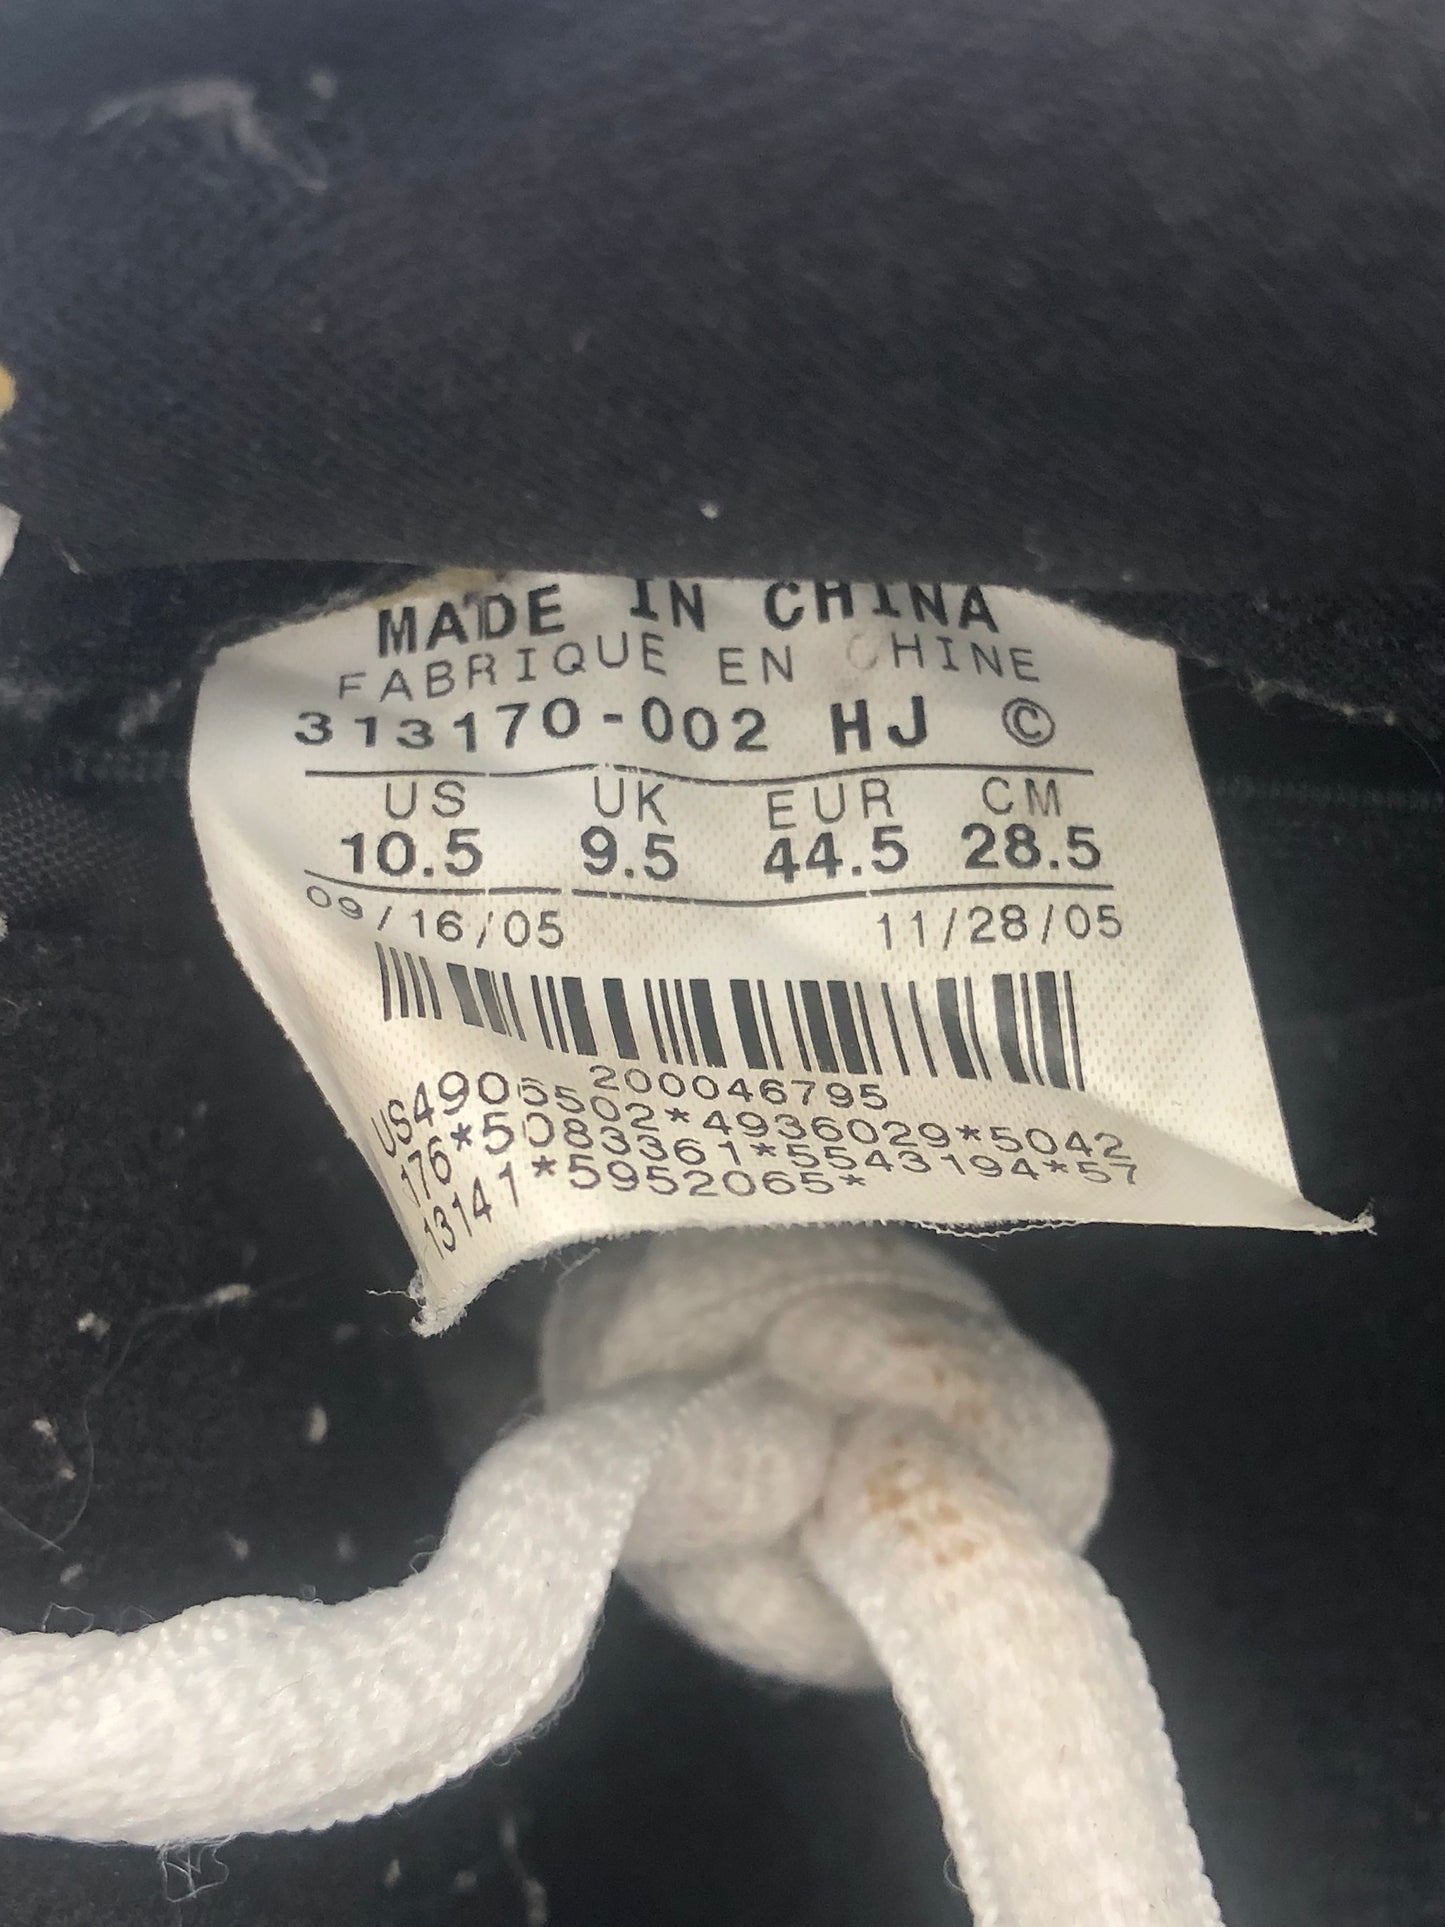 MADE IN CHINA
FABRIQUE EN CHINE
313170-002 HJ ©
US UK EUR CM
10.5 9.5 44.5 28.5
09/16/05 11/28/05
200046795
US4906502*4936029*5042
176*5083361*5543194*57
13141*5952065*